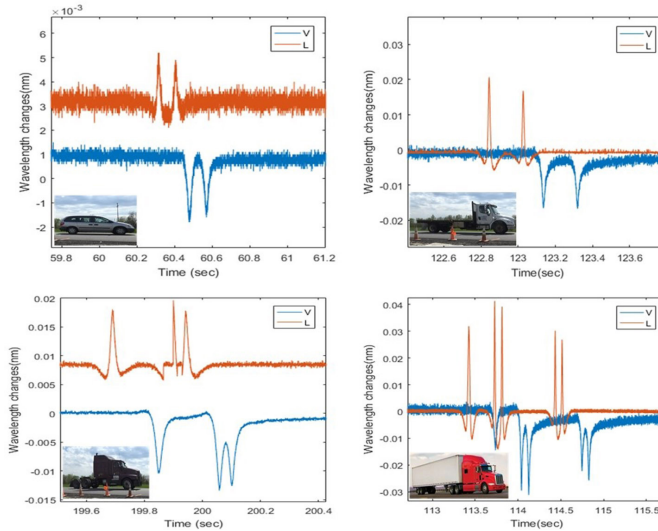 ×10⁻³
V
L
Wavelength changes(nm)
6
5
4
3
2
1
0
-1
-2
59.8 60 60.2 60.4 60.6 60.8 61 61.2
Time (sec)
V
L
Wavelength changes(nm)
0.03
0.02
0.01
0
-0.01
-0.02
122.6 122.8 123 123.2 123.4 123.6
Time(sec)
V
L
Wavelength changes(nm)
0.02
0.015
0.01
0.005
0
-0.005
-0.01
-0.015
199.6 199.8 200 200.2 200.4
Time (sec)
V
L
Wavelength changes(nm)
0.04
0.03
0.02
0.01
0
-0.01
-0.02
-0.03
113 113.5 114 114.5 115 115.5
Time (sec)